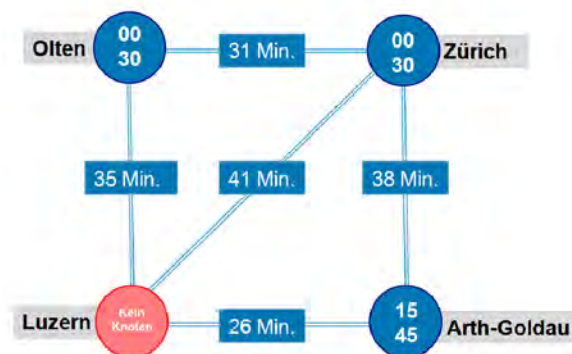 Olten
00
30
31 Min.
00
30
Zürich
35 Min.
41 Min.
38 Min.
Luzern
Kein
Knoten
26 Min.
15
45
Arth-Goldau